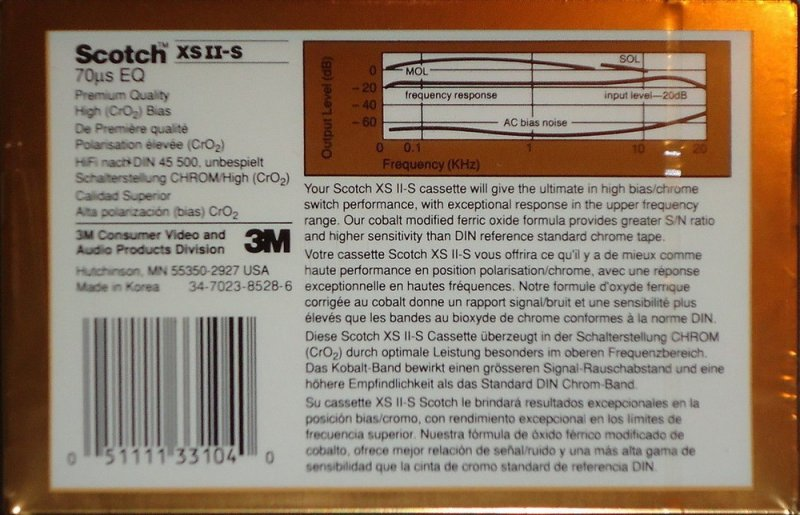 Scotch™ XSII-S
70µs EQ
Premium Quality
High (CrO₂) Bias
De Première qualité
Polarisation élevée (CrO₂)
HiFi nach DIN 45 500, unbespielt
Schalterstellung CHROM/High (CrO₂)
Calidad Superior
Alta polarización (bias) CrO₂
3M Consumer Video and
Audio Products Division
3M
Hutchinson, MN 55350-2927 USA
Made in Korea 34-7023-8528-6
0 51111 33104 0
Output Level (dB)
0
-20
-40
-60
MOL
SOL
frequency response
input level—20dB
AC bias noise
0 0.1 1 10 20
Frequency (KHz)
Your Scotch XS II-S cassette will give the ultimate in high bias/chrome
switch performance, with exceptional response in the upper frequency
range. Our cobalt modified ferric oxide formula provides greater S/N ratio
and higher sensitivity than DIN reference standard chrome tape.
Votre cassette Scotch XS II-S vous offrira ce qu'il y a de mieux comme
haute performance en position polarisation/chrome, avec une réponse
exceptionnelle en hautes fréquences. Notre formule d'oxyde ferrique
corrigée au cobalt donne un rapport signal/bruit et une sensibilité plus
élevés que les bandes au bioxyde de chrome conformes à la norme DIN.
Diese Scotch XS II-S Cassette überzeugt in der Schalterstellung CHROM
(CrO₂) durch optimale Leistung besonders im oberen Frequenzbereich.
Das Kobalt-Band bewirkt einen grösseren Signal-Rauschabstand und eine
höhere Empfindlichkeit als das Standard DIN Chrom-Band.
Su cassette XS II-S Scotch le brindará resultados excepcionales en la
posición bias/cromo, con rendimiento excepcional en los límites de
frecuencia superior. Nuestra fórmula de óxido férrico modificado de
cobalto, ofrece mejor relación de señal/ruido y una más alta gama de
sensibilidad que la cinta de cromo standard de referencia DIN.